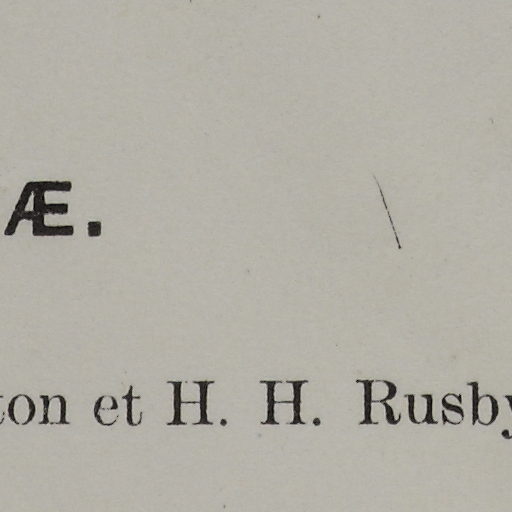 Æ.
ton et H. H. Rusby